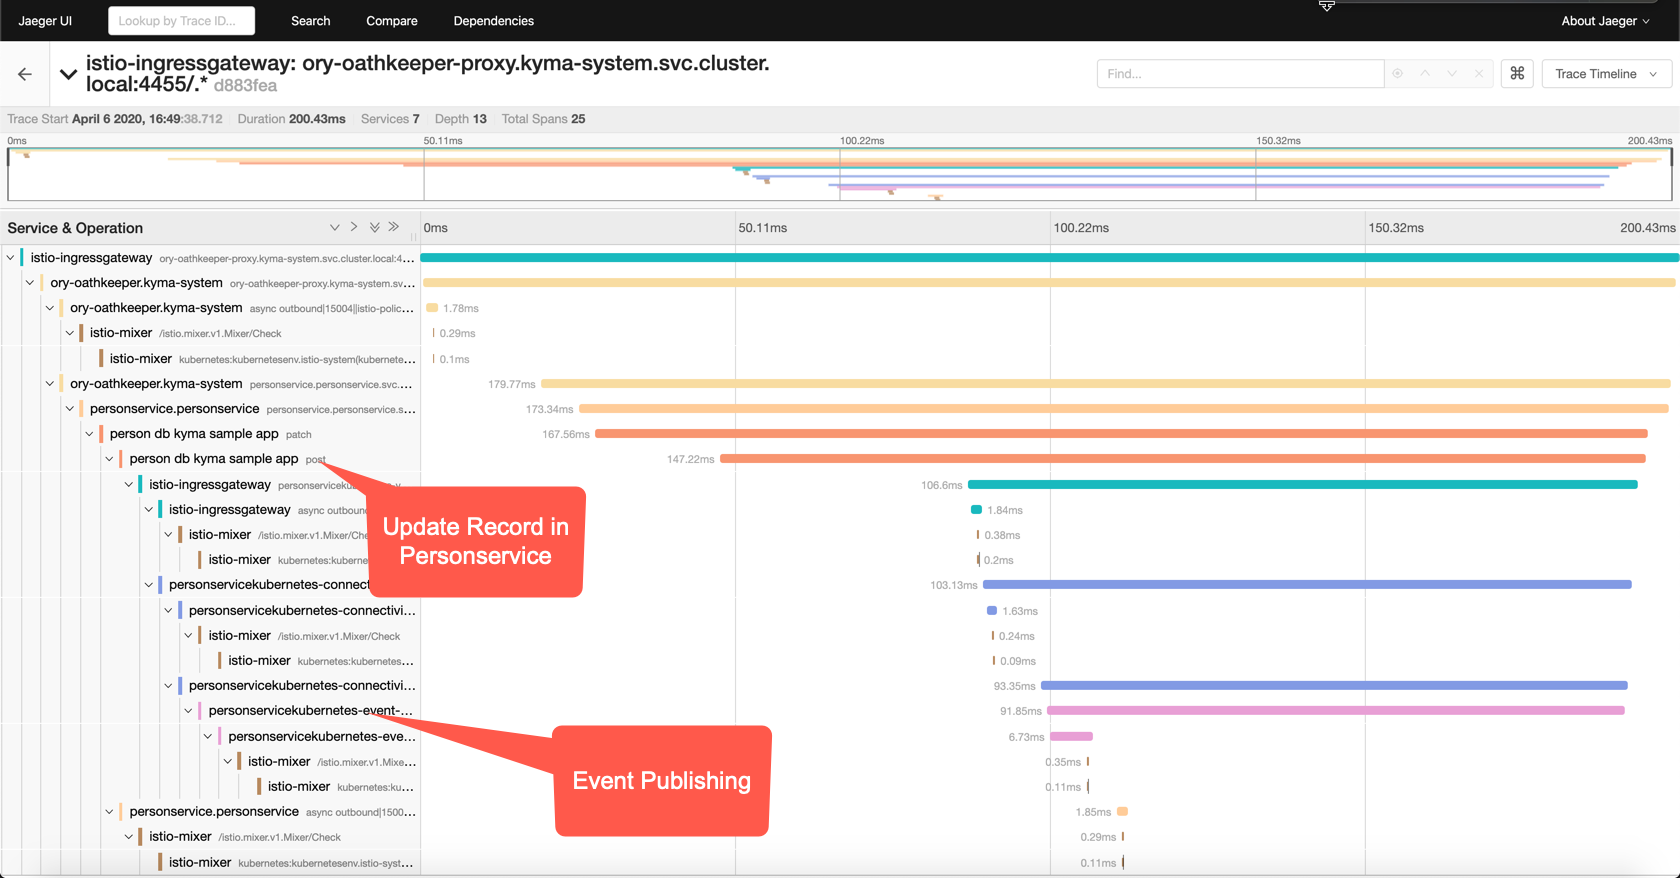 Jaeger UI Lookup by Trace ID... Search Compare Dependencies About Jaeger
istio-ingressgateway: ory-oathkeeper-proxy.kyma-system.svc.cluster.
local:4455/.* d883fea
Find... ⌘ Trace Timeline
Trace Start April 6 2020, 16:49:38.712 Duration 200.43ms Services 7 Depth 13 Total Spans 25
0ms 50.11ms 100.22ms 150.32ms 200.43ms
Service & Operation 0ms 50.11ms 100.22ms 150.32ms 200.43ms
istio-ingressgateway ory-oathkeeper-proxy.kyma-system.svc.cluster.local:4...
ory-oathkeeper.kyma-system ory-oathkeeper-proxy.kyma-system.sv...
ory-oathkeeper.kyma-system async outbound|15004||istio-polic... 1.78ms
istio-mixer /istio.mixer.v1.Mixer/Check 0.29ms
istio-mixer kubernetes:kubernetesenv.istio-system(kubernete... 0.1ms
ory-oathkeeper.kyma-system personservice.personservice.svc.... 179.77ms
personservice.personservice personservice.personservice.s... 173.34ms
person db kyma sample app patch 167.56ms
person db kyma sample app post 147.22ms
istio-ingressgateway 106.6ms
istio-ingressgateway async outboun 1.84ms
Update Record in
Personservice
istio-mixer /istio.mixer.v1.Mixer/Che 0.38ms
istio-mixer kubernetes:kuberne 0.2ms
personservicekubernetes-connect 103.13ms
personservicekubernetes-connectivi... 1.63ms
istio-mixer /istio.mixer.v1.Mixer/Check 0.24ms
istio-mixer kubernetes:kubernetes... 0.09ms
personservicekubernetes-connectivi... 93.35ms
personservicekubernetes-event-... 91.85ms
personservicekubernetes-eve... 6.73ms
istio-mixer /istio.mixer.v1.Mixe... 0.35ms
Event Publishing
istio-mixer kubernetes:ku... 0.11ms
personservice.personservice async outbound|1500... 1.85ms
istio-mixer /istio.mixer.v1.Mixer/Check 0.29ms
istio-mixer kubernetes:kubernetesenv.istio-syst... 0.11ms